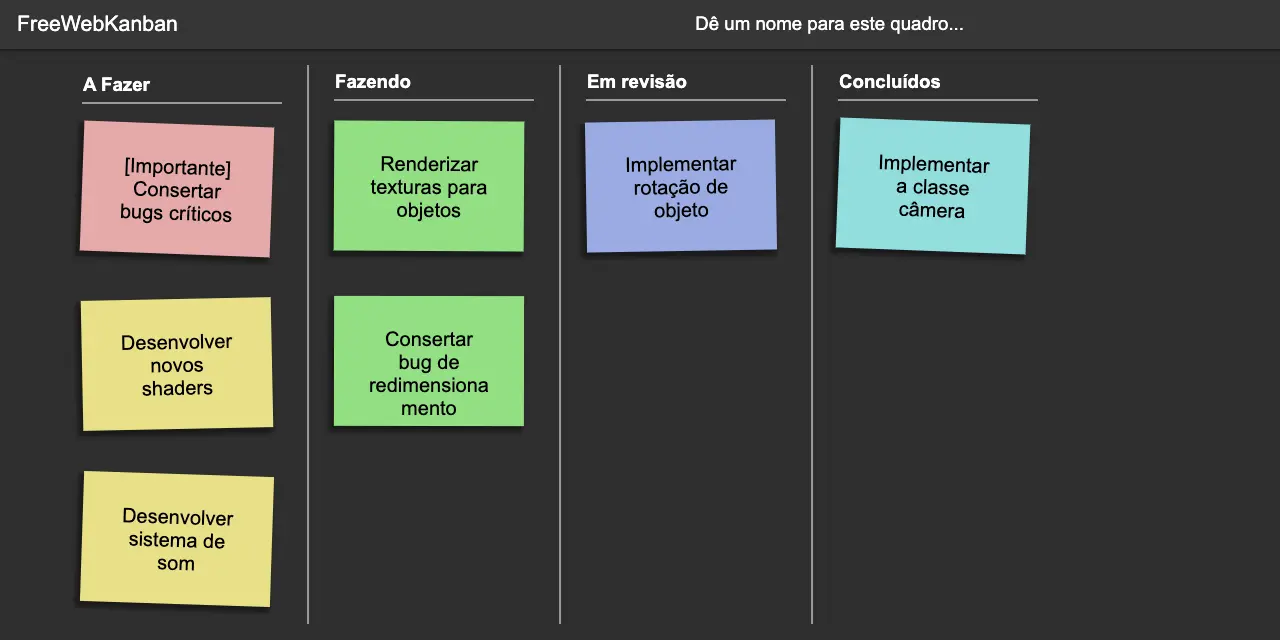 FreeWebKanban
Dê um nome para este quadro...
A Fazer
[Importante]
Consertar
bugs críticos
Desenvolver
novos
shaders
Desenvolver
sistema de
som
Fazendo
Renderizar
texturas para
objetos
Consertar
bug de
redimensiona
mento
Em revisão
Implementar
rotação de
objeto
Concluídos
Implementar
a classe
câmera